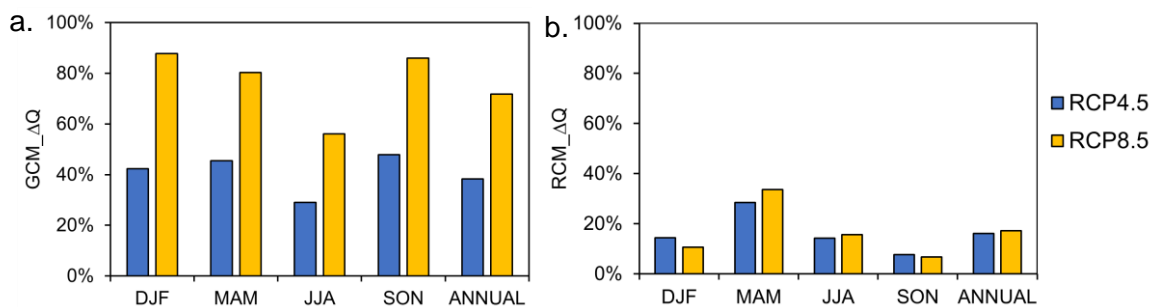 a.
GCM_ΔQ
100%
80%
60%
40%
20%
0%
DJF MAM JJA SON ANNUAL
b.
RCM_ΔQ
100%
80%
60%
40%
20%
0%
DJF MAM JJA SON ANNUAL
RCP4.5
RCP8.5